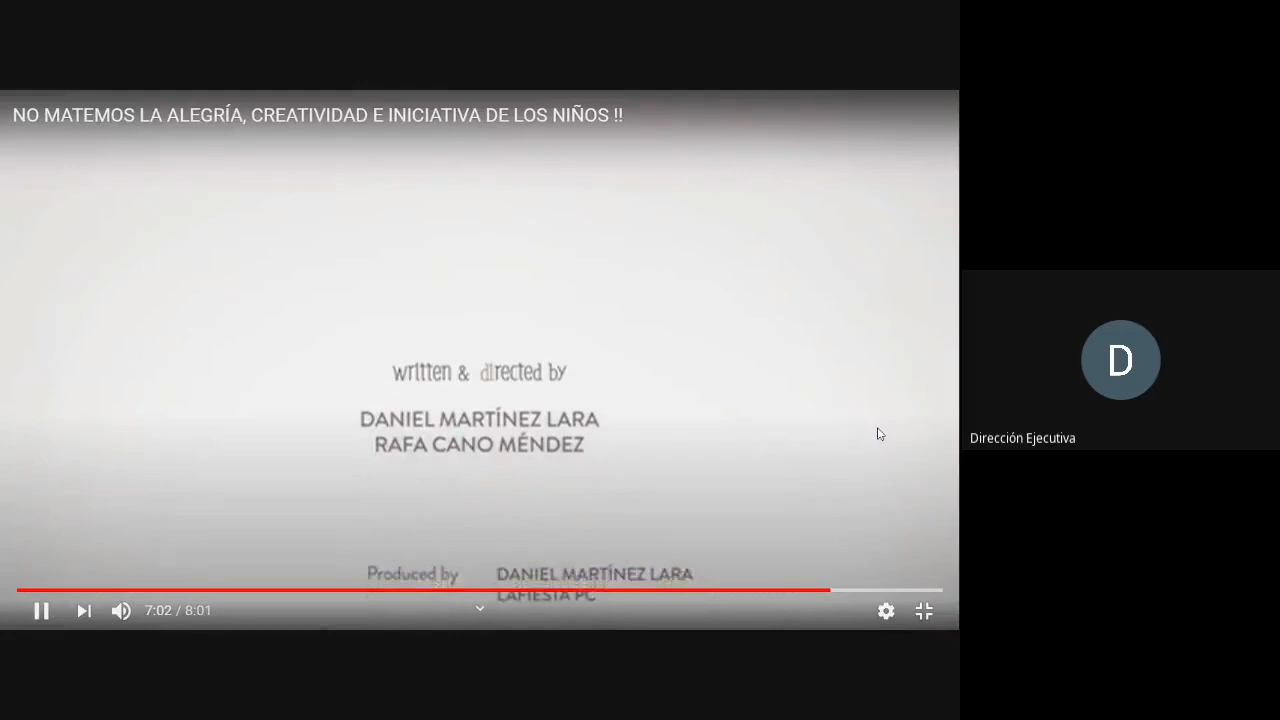 NO MATEMOS LA ALEGRÍA, CREATIVIDAD E INICIATIVA DE LOS NIÑOS !!
written & directed by
DANIEL MARTÍNEZ LARA
RAFA CANO MÉNDEZ
Produced by DANIEL MARTÍNEZ LARA
LAFIESTA PC
7:02 / 8:01
D
Dirección Ejecutiva